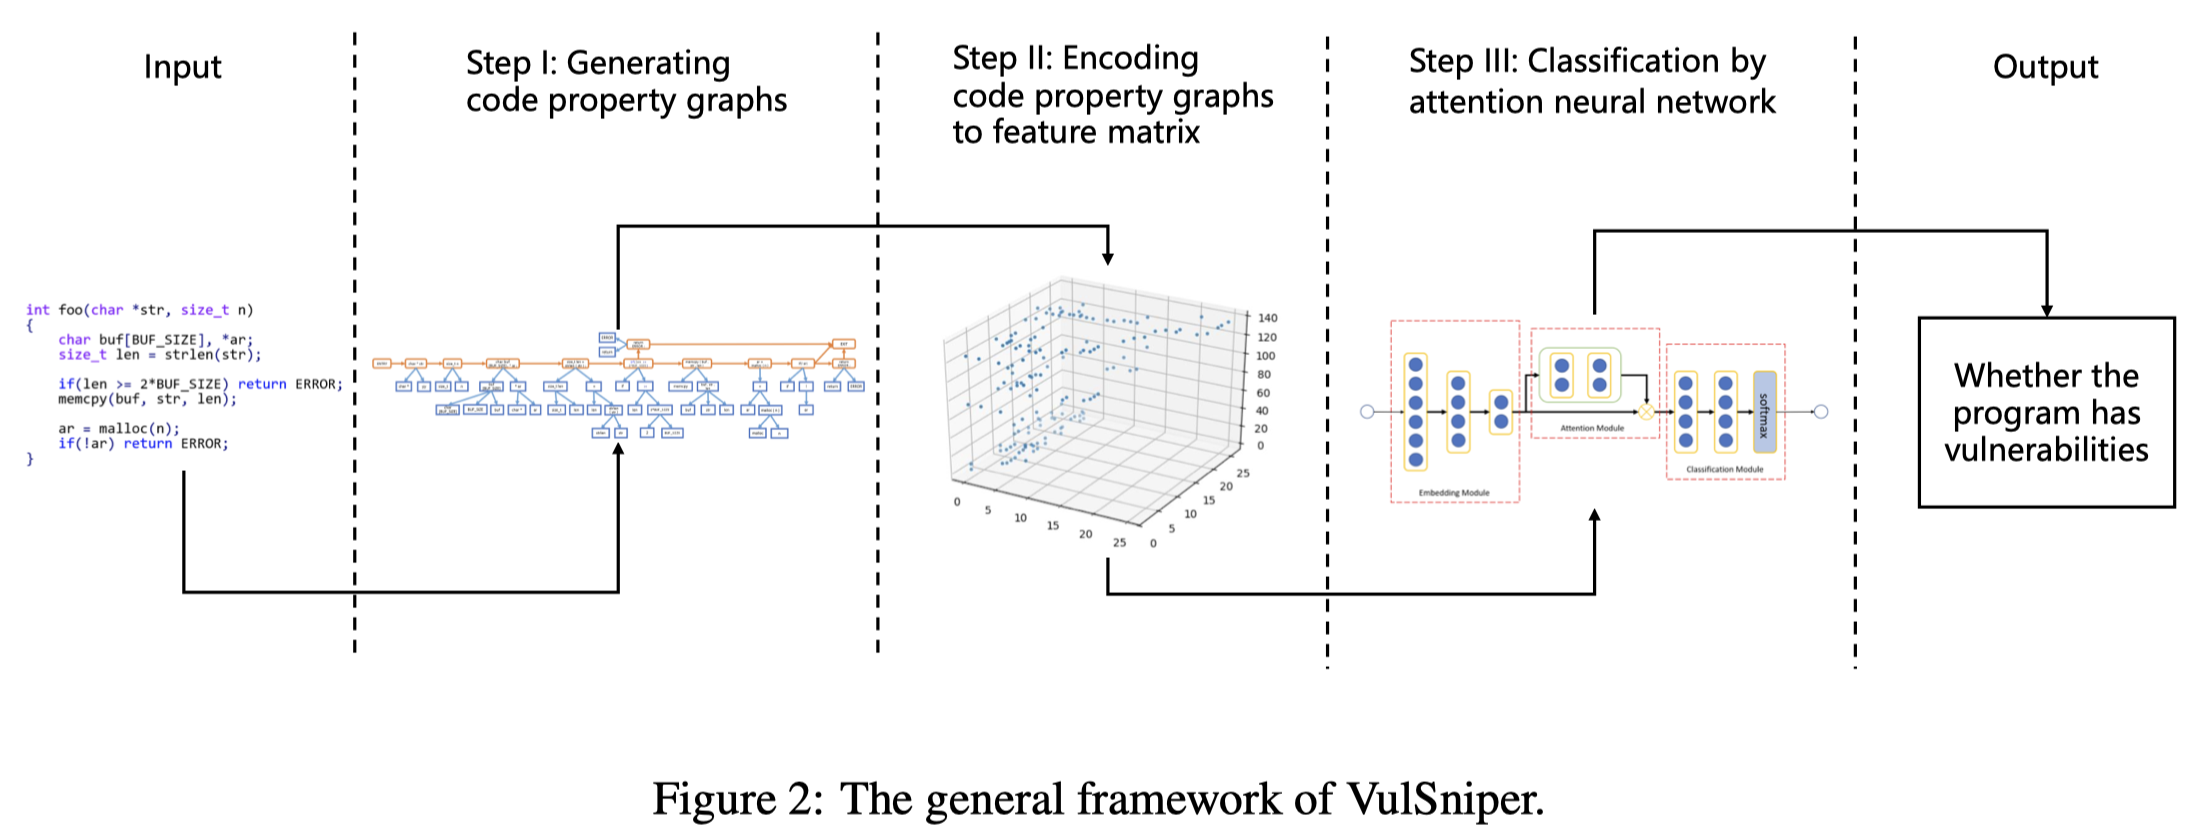 Input
Step I: Generating
code property graphs
Step II: Encoding
code property graphs
to feature matrix
Step III: Classification by
attention neural network
Output
int foo(char *str, size_t n)
{
char buf[BUF_SIZE], *ar;
size_t len = strlen(str);
if(len >= 2*BUF_SIZE) return ERROR;
memcpy(buf, str, len);
ar = malloc(n);
if(!ar) return ERROR;
}
140
120
100
80
60
40
20
0
25
20
15
10
5
0
0
5
10
15
20
25
Embedding Module
Attention Module
softmax
Classification Module
Whether the
program has
vulnerabilities
Figure 2: The general framework of VulSniper.